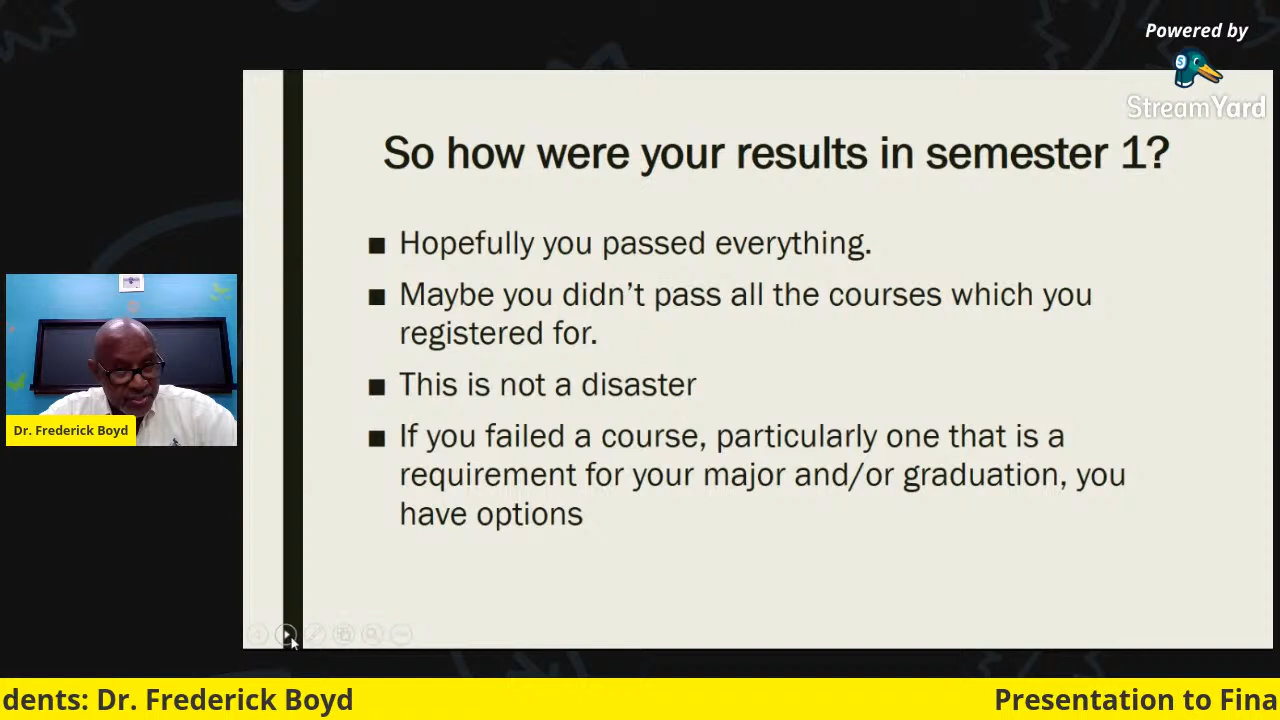 Powered by
StreamYard
So how were your results in semester 1?
■ Hopefully you passed everything.
■ Maybe you didn’t pass all the courses which you
registered for.
■ This is not a disaster
■ If you failed a course, particularly one that is a
requirement for your major and/or graduation, you
have options
Dr. Frederick Boyd
dents: Dr. Frederick Boyd
Presentation to Fina